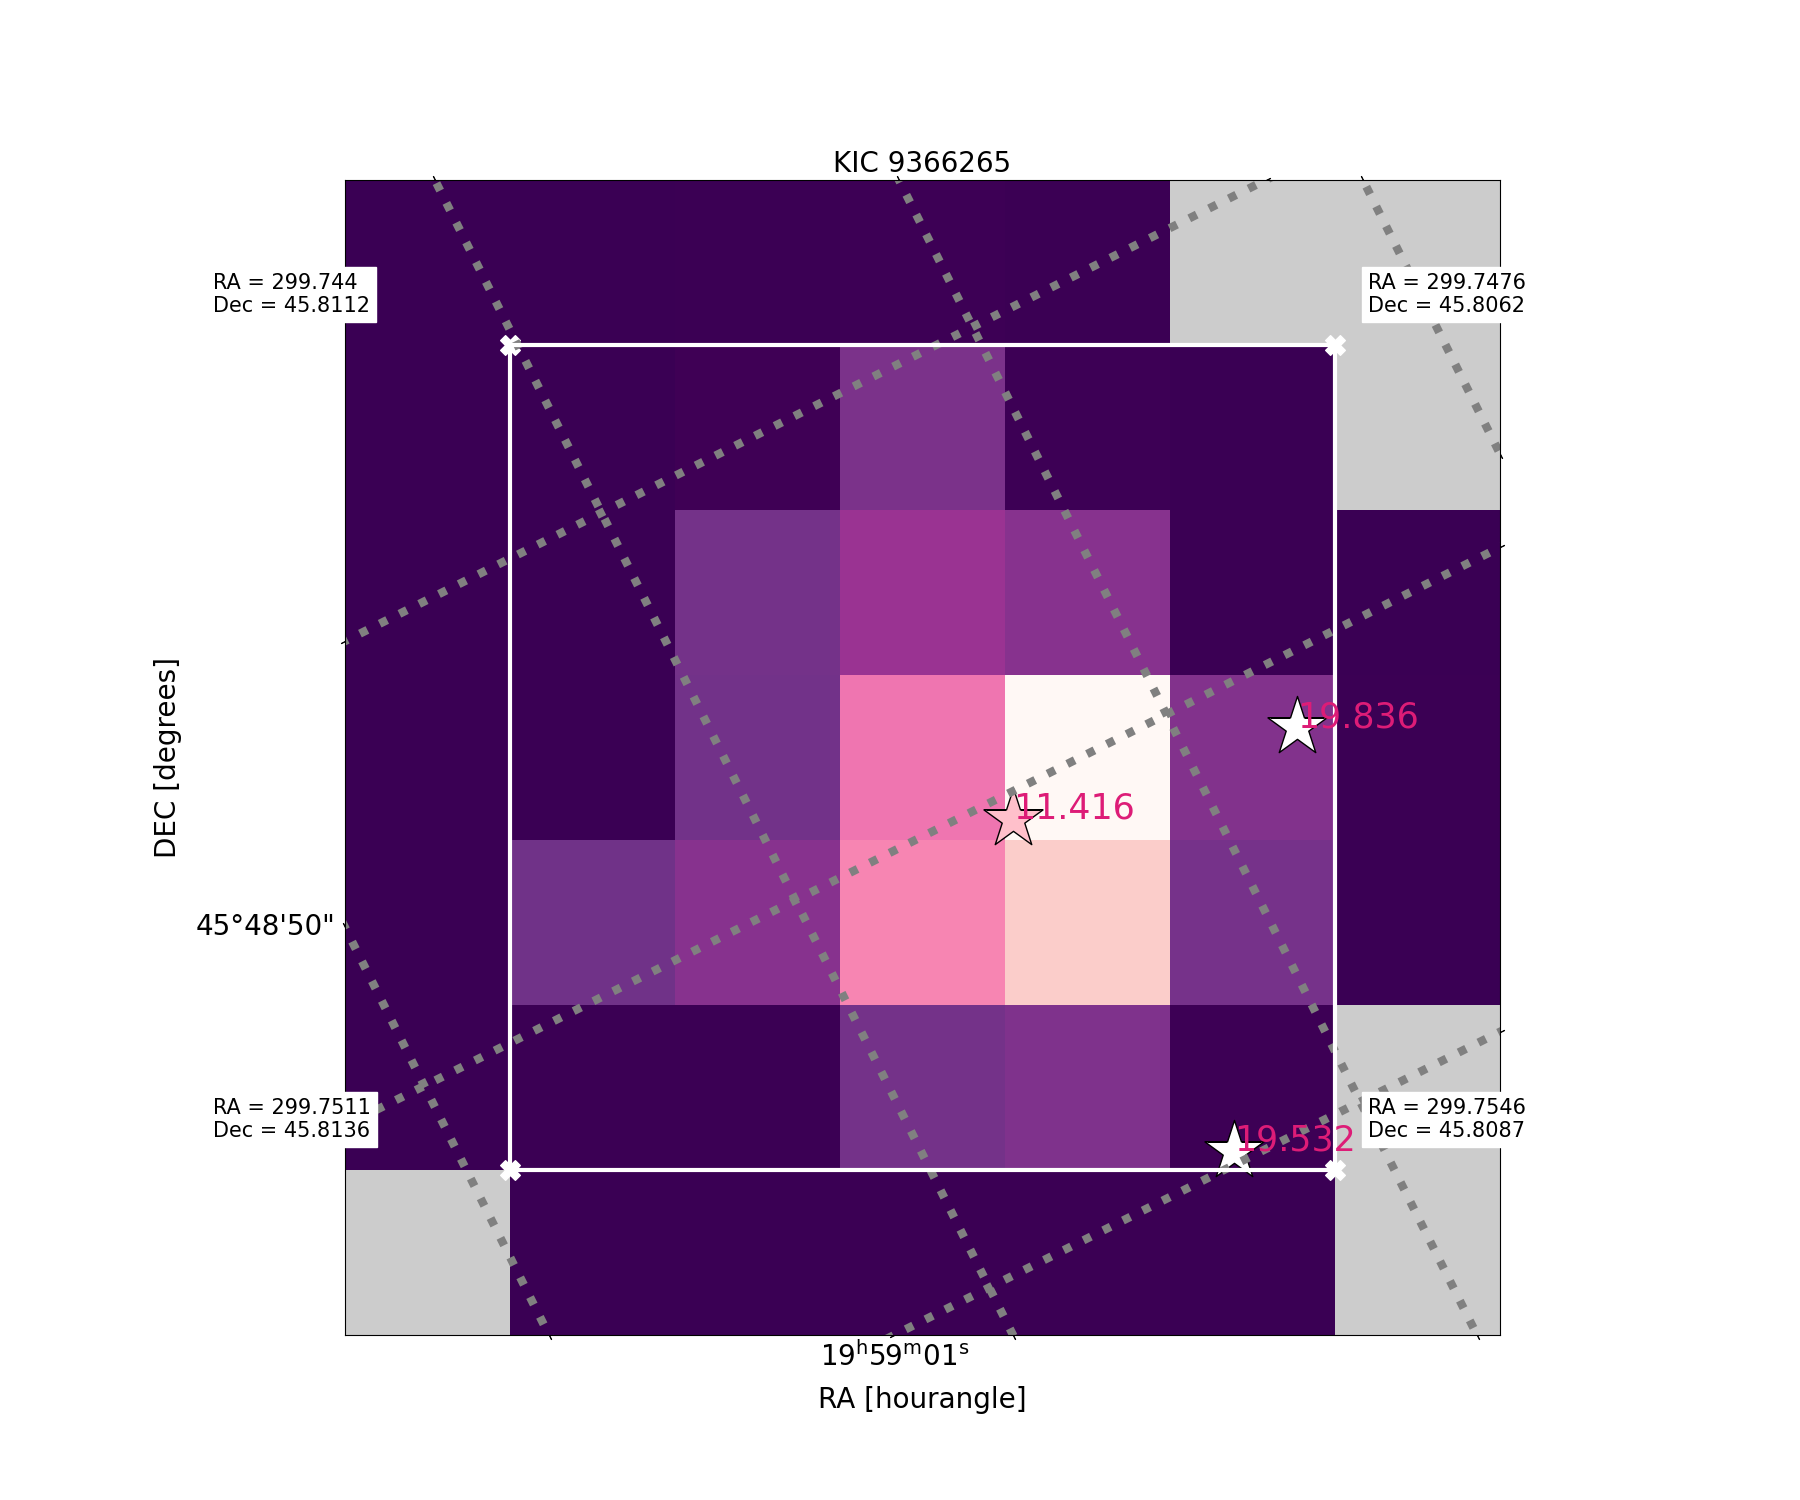 KIC 9366265
RA = 299.744
Dec = 45.8112
RA = 299.7476
Dec = 45.8062
19.836
11.416
DEC [degrees]
45°48'50"
RA = 299.7511
Dec = 45.8136
RA = 299.7546
Dec = 45.8087
19.532
19ʰ59ᵐ01ˢ
RA [hourangle]